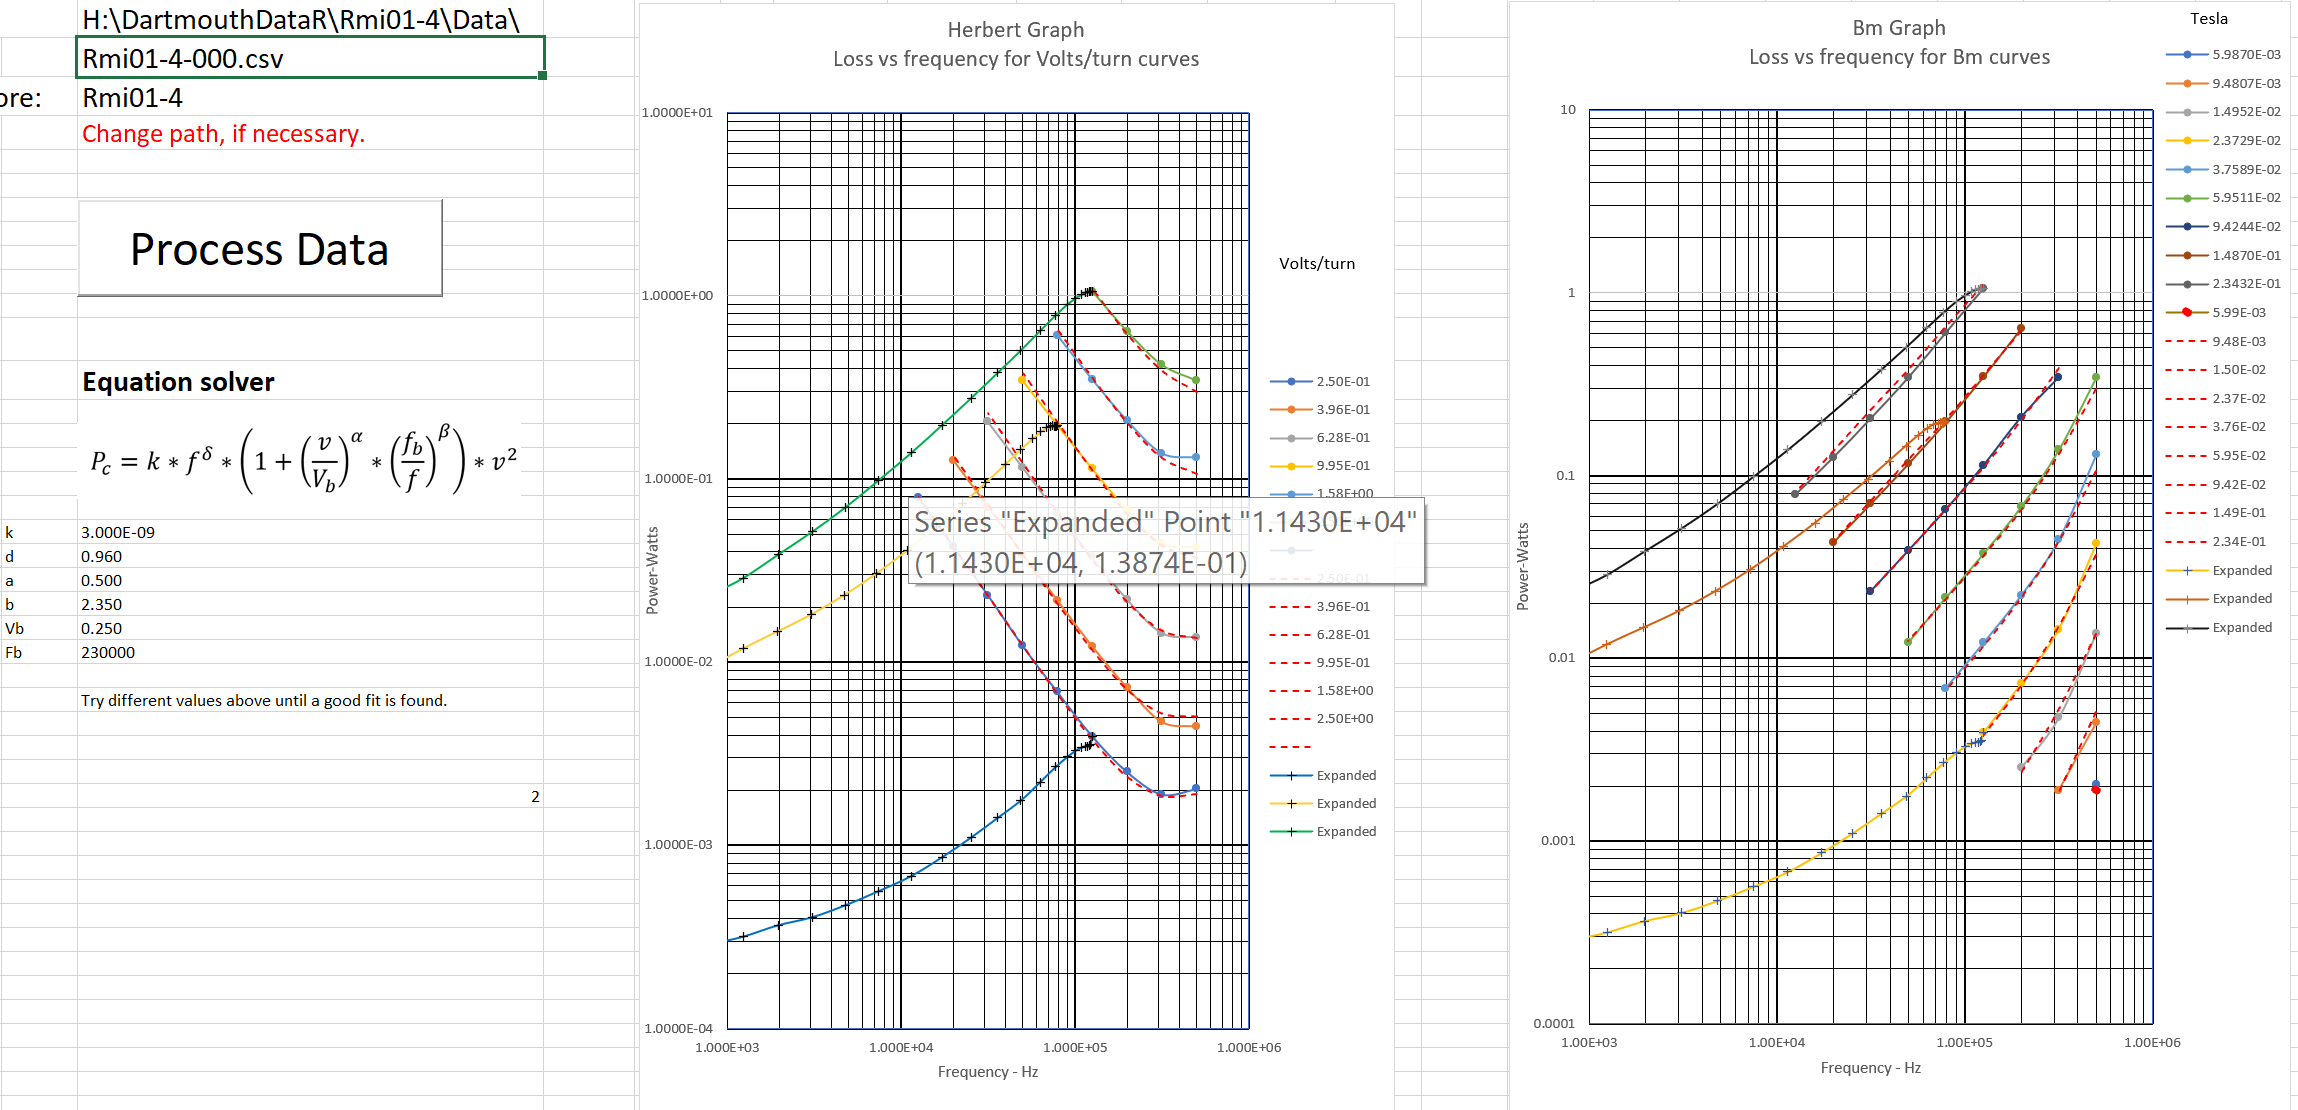 H:\DartmouthDataR\Rmi01-4\Data\
Rmi01-4-000.csv
ore: Rmi01-4
Change path, if necessary.
Process Data
Equation solver
P_c = k * f^δ * (1 + (v/V_b)^α * (f_b/f)^β) * v²
k 3.000E-09
d 0.960
a 0.500
b 2.350
Vb 0.250
Fb 230000
Try different values above until a good fit is found.
2
Herbert Graph
Loss vs frequency for Volts/turn curves
1.0000E+01
1.0000E+00
1.0000E-01
1.0000E-02
1.0000E-03
1.0000E-04
Power-Watts
1.000E+03 1.000E+04 1.000E+05 1.000E+06
Frequency - Hz
Series "Expanded" Point "1.1430E+04"
(1.1430E+04, 1.3874E-01)
Volts/turn
2.50E-01
3.96E-01
6.28E-01
9.95E-01
1.58E+00
2.50E-01
3.96E-01
6.28E-01
9.95E-01
1.58E+00
2.50E+00
Expanded
Expanded
Expanded
Bm Graph
Loss vs frequency for Bm curves
10
1
0.1
0.01
0.001
0.0001
Power-Watts
1.00E+03 1.00E+04 1.00E+05 1.00E+06
Frequency - Hz
Tesla
5.9870E-03
9.4807E-03
1.4952E-02
2.3729E-02
3.7589E-02
5.9511E-02
9.4244E-02
1.4870E-01
2.3432E-01
5.99E-03
9.48E-03
1.50E-02
2.37E-02
3.76E-02
5.95E-02
9.42E-02
1.49E-01
2.34E-01
Expanded
Expanded
Expanded